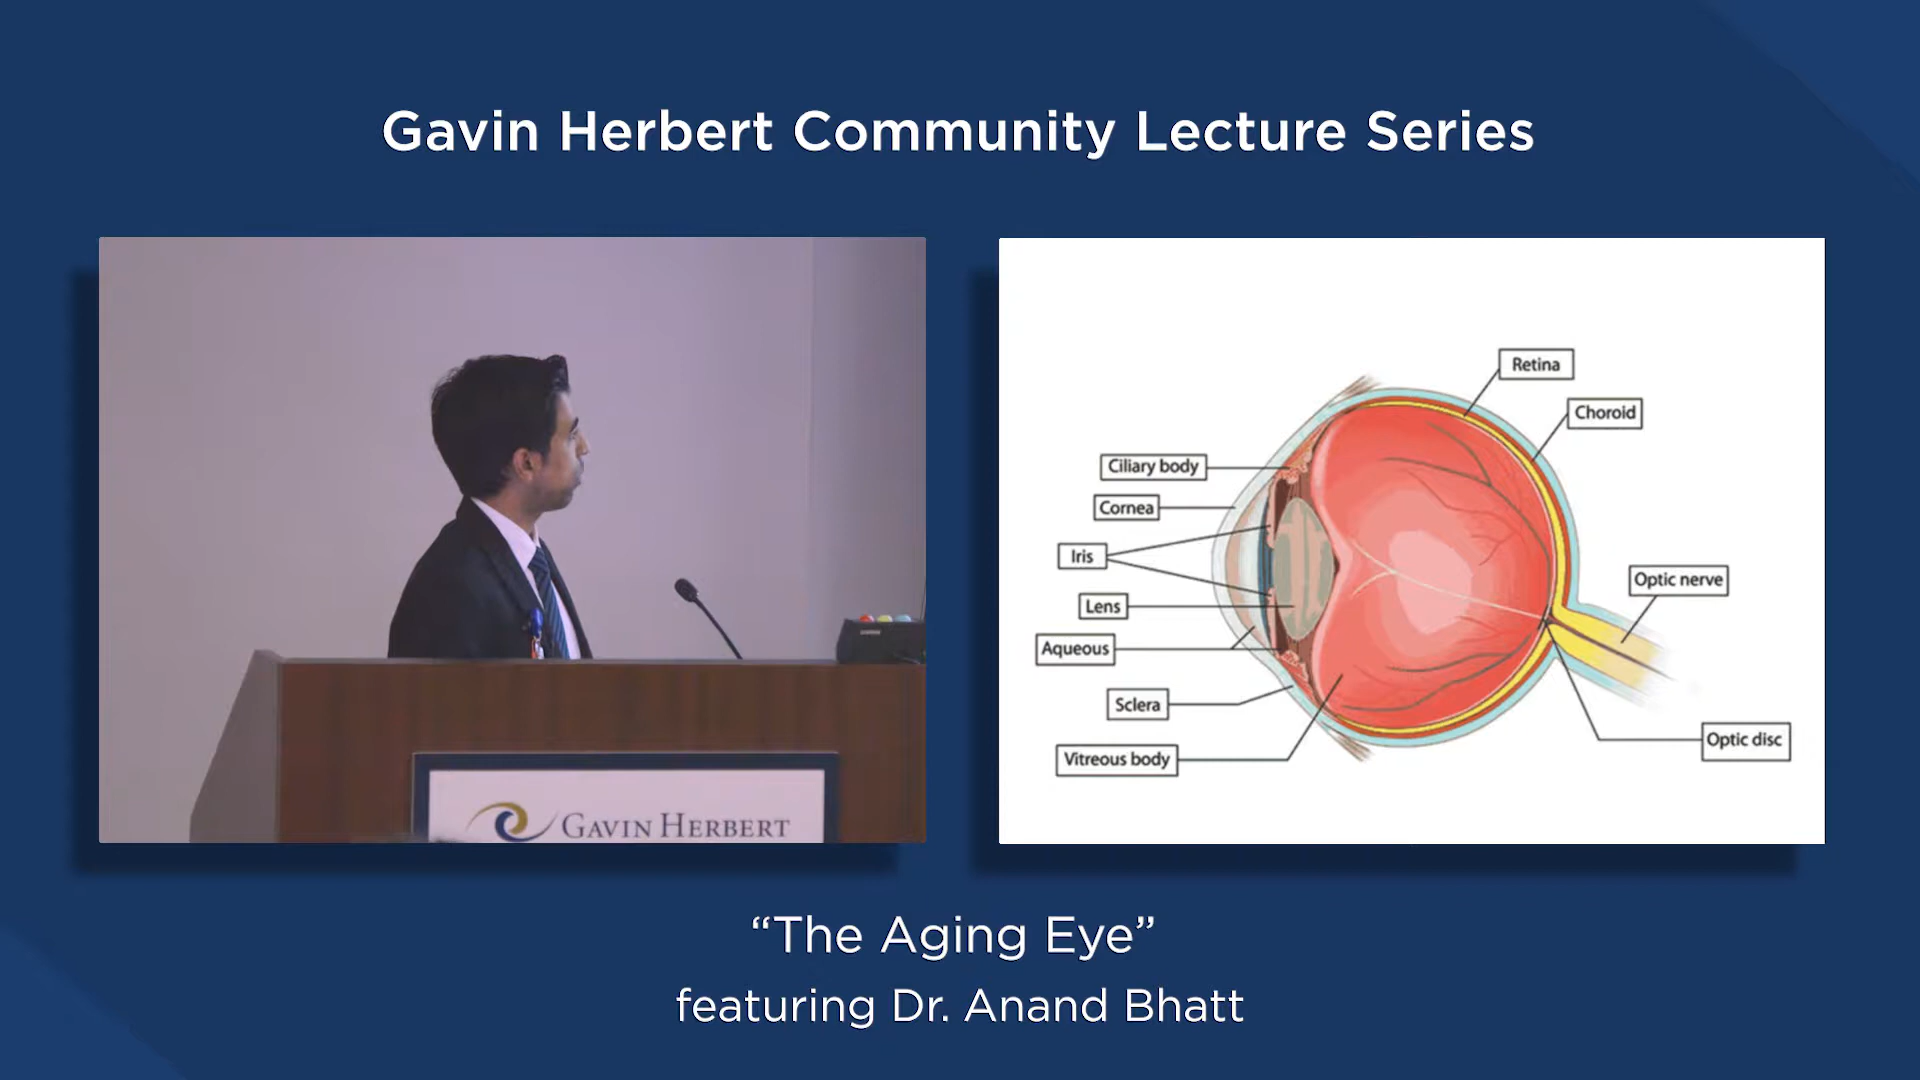 Gavin Herbert Community Lecture Series
Retina
Choroid
Ciliary body
Cornea
Iris
Optic nerve
Lens
Aqueous
Sclera
Optic disc
Vitreous body
GAVIN HERBERT
“The Aging Eye”
featuring Dr. Anand Bhatt